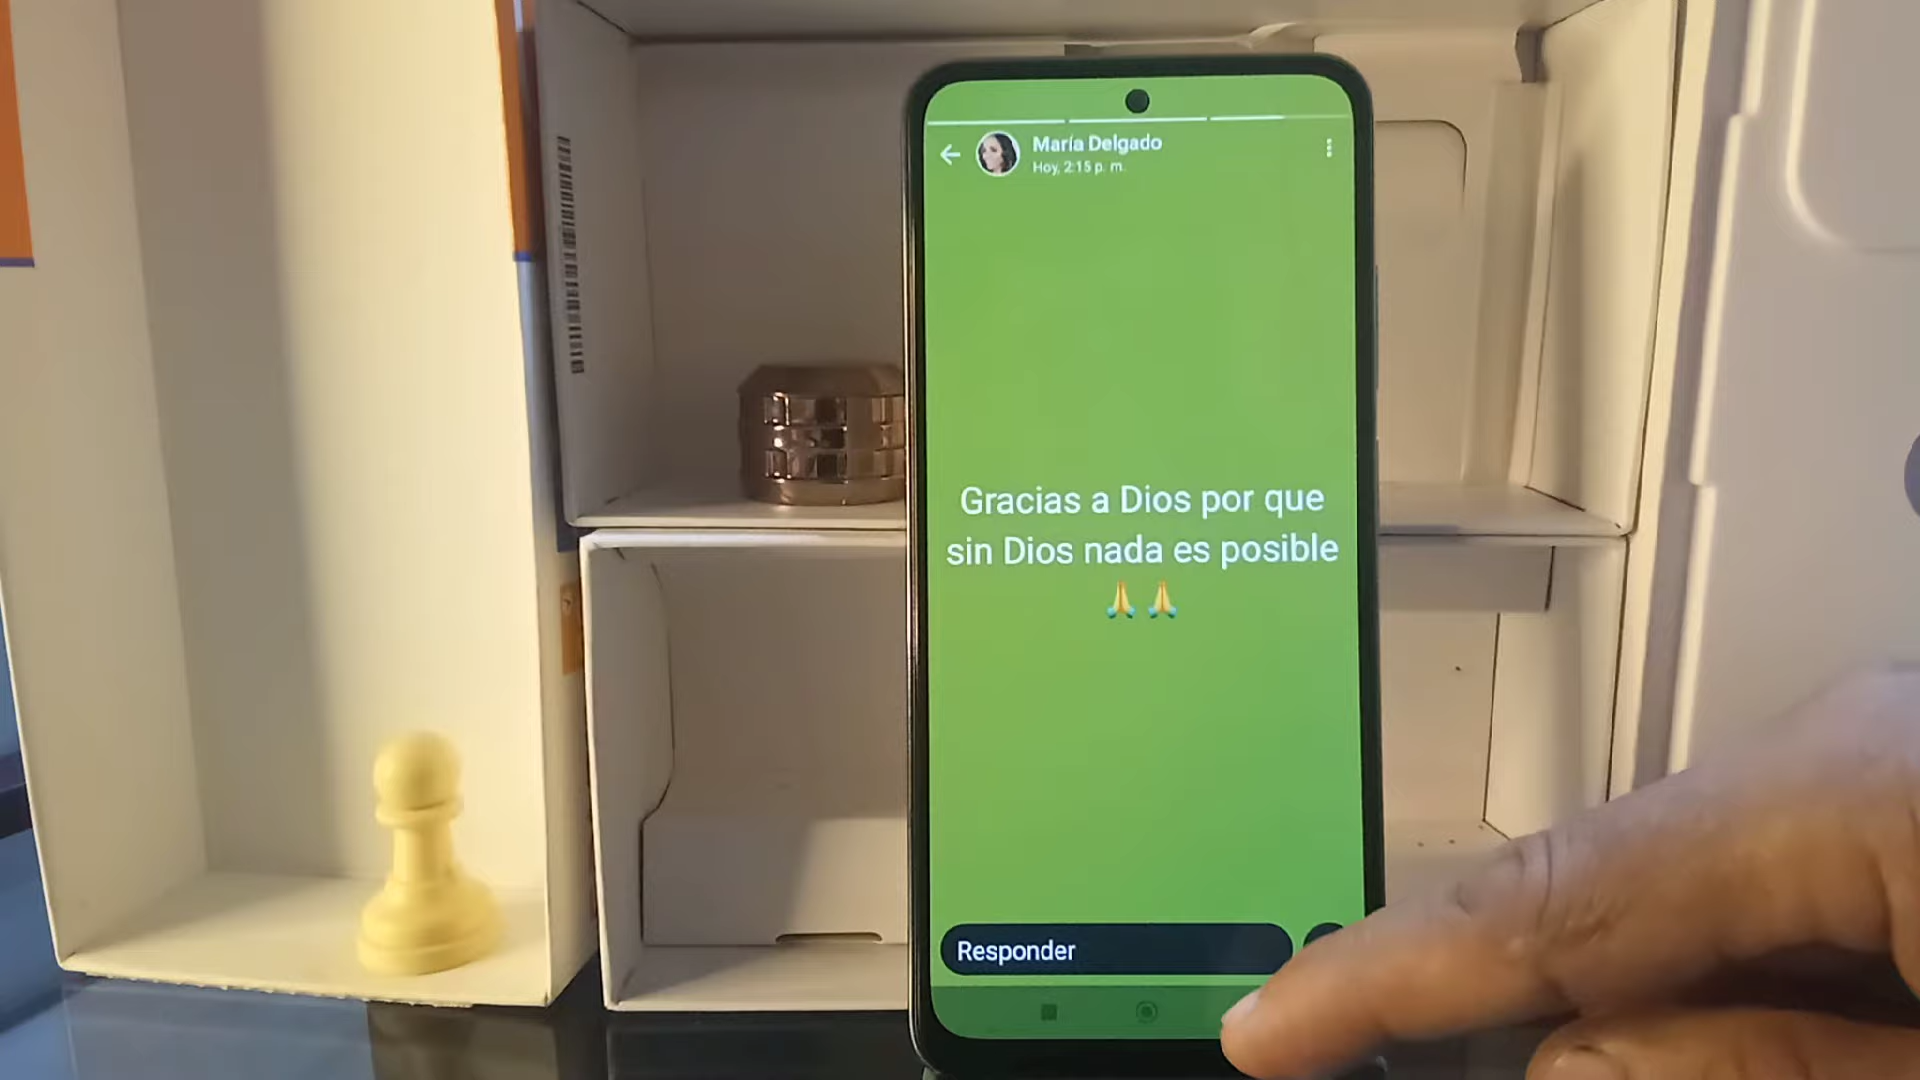 María Delgado
Hoy, 2:15 p. m.
Gracias a Dios por que
sin Dios nada es posible
🙏🙏
Responder